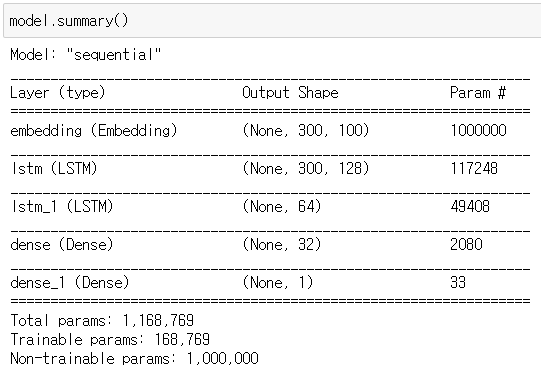 model.summary()
Model: "sequential"
_________________________________________________________________
Layer (type)                 Output Shape              Param #
=================================================================
embedding (Embedding)        (None, 300, 100)          1000000
_________________________________________________________________
lstm (LSTM)                  (None, 300, 128)          117248
_________________________________________________________________
lstm_1 (LSTM)                (None, 64)                49408
_________________________________________________________________
dense (Dense)                (None, 32)                2080
_________________________________________________________________
dense_1 (Dense)              (None, 1)                 33
=================================================================
Total params: 1,168,769
Trainable params: 168,769
Non-trainable params: 1,000,000